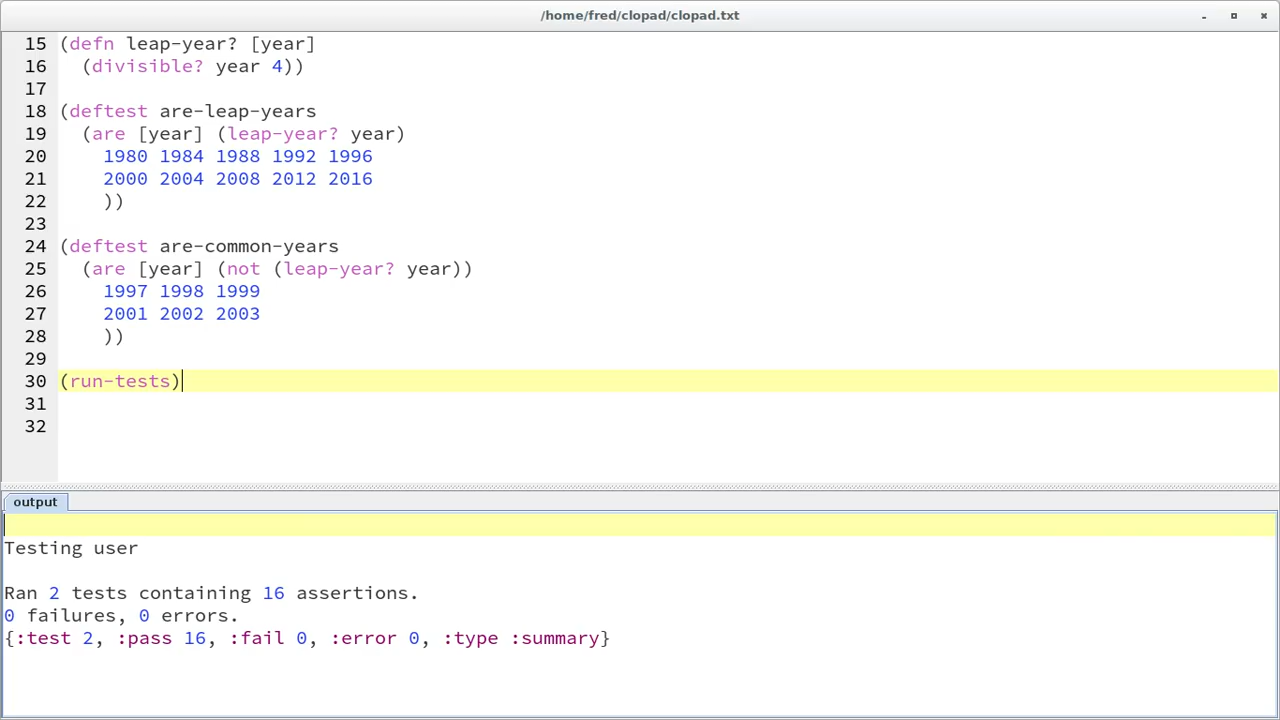 /home/fred/clopad/clopad.txt
15 (defn leap-year? [year]
16   (divisible? year 4))
17
18 (deftest are-leap-years
19   (are [year] (leap-year? year)
20     1980 1984 1988 1992 1996
21     2000 2004 2008 2012 2016
22     ))
23
24 (deftest are-common-years
25   (are [year] (not (leap-year? year))
26     1997 1998 1999
27     2001 2002 2003
28     ))
29
30 (run-tests)
31
32
output
Testing user
Ran 2 tests containing 16 assertions.
0 failures, 0 errors.
{:test 2, :pass 16, :fail 0, :error 0, :type :summary}